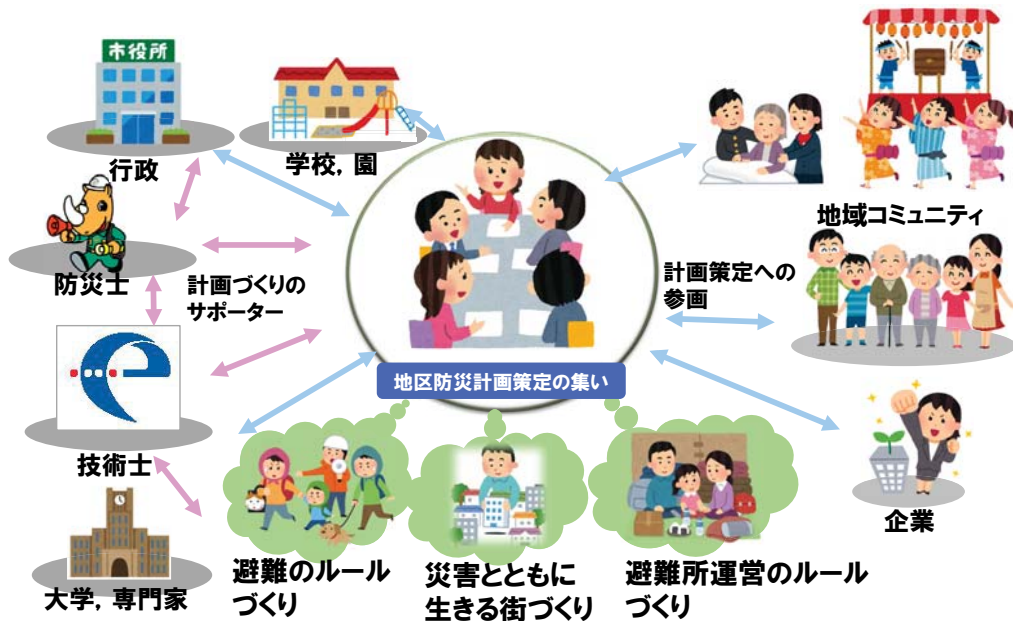 市役所
行政
学校, 園
地域コミュニティ
防災士
計画づくりの
サポーター
計画策定への
参画
地区防災計画策定の集い
技術士
企業
大学, 専門家
避難のルール
づくり
災害とともに
生きる街づくり
避難所運営のルール
づくり